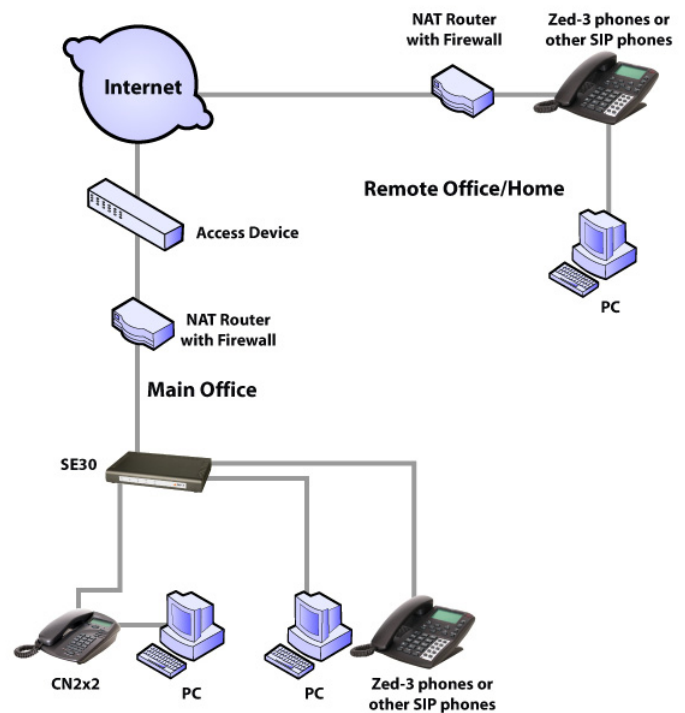 NAT Router
with Firewall
Zed-3 phones or
other SIP phones
Internet
Remote Office/Home
Access Device
PC
NAT Router
with Firewall
Main Office
SE30
CN2x2
PC
PC
Zed-3 phones or
other SIP phones